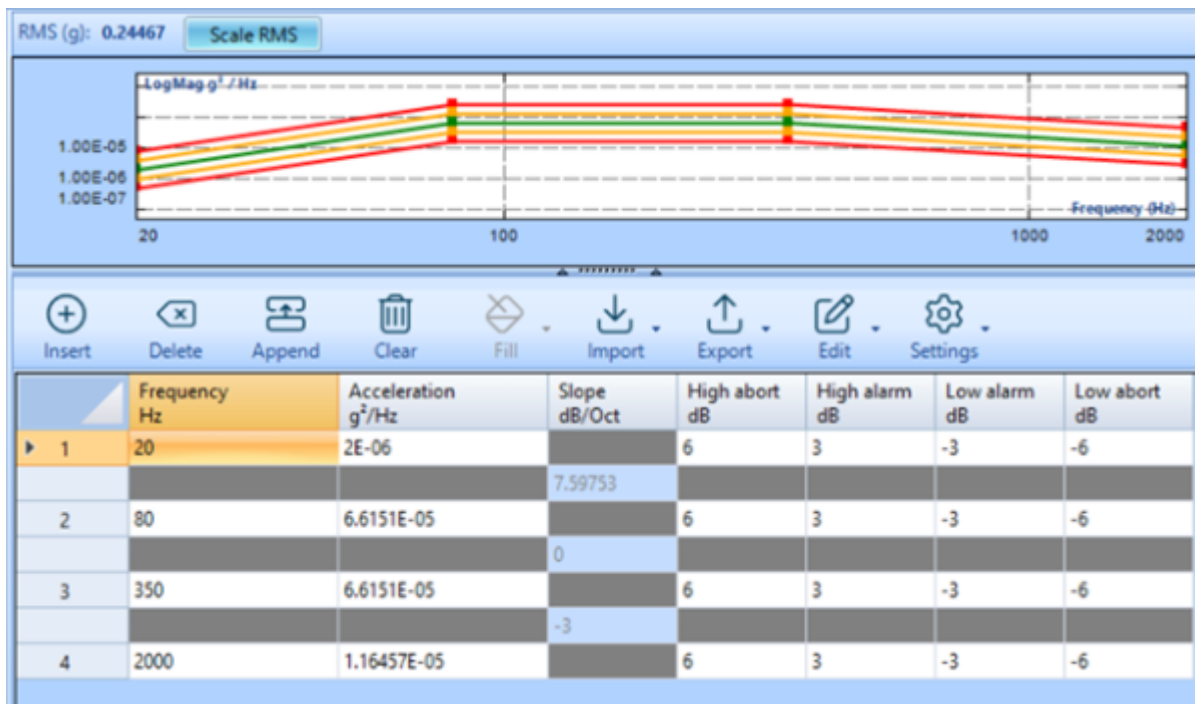 RMS (g): 0.24467 Scale RMS
LogMag g² / Hz
1.00E-05
1.00E-06
1.00E-07
Frequency (Hz)
20 100 1000 2000
Insert Delete Append Clear Fill Import Export Edit Settings
Frequency Acceleration Slope High abort High alarm Low alarm Low abort
Hz g²/Hz dB/Oct dB dB dB dB
1 20 2E-06 6 3 -3 -6
7.59753
2 80 6.6151E-05 6 3 -3 -6
0
3 350 6.6151E-05 6 3 -3 -6
-3
4 2000 1.16457E-05 6 3 -3 -6